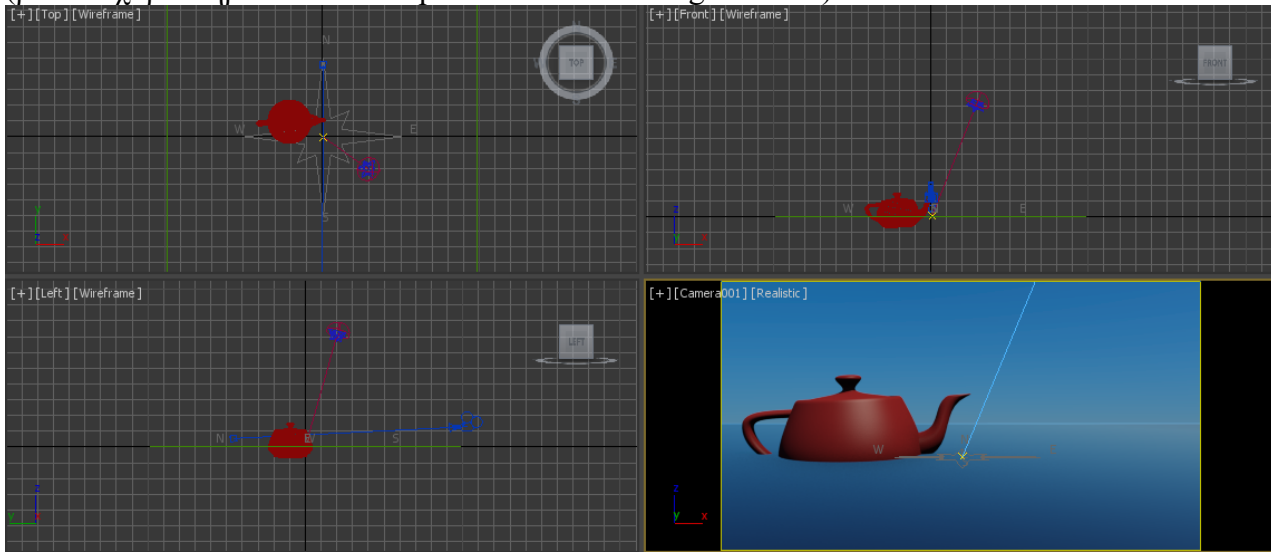 [+] [Top] [Wireframe]
N
TOP
W
E
S
y
z
x
[+] [Front] [Wireframe]
FRONT
W
E
z
y
x
[+] [Left] [Wireframe]
LEFT
N
W
S
z
y
x
[+] [Camera001] [Realistic]
W
z
y
x